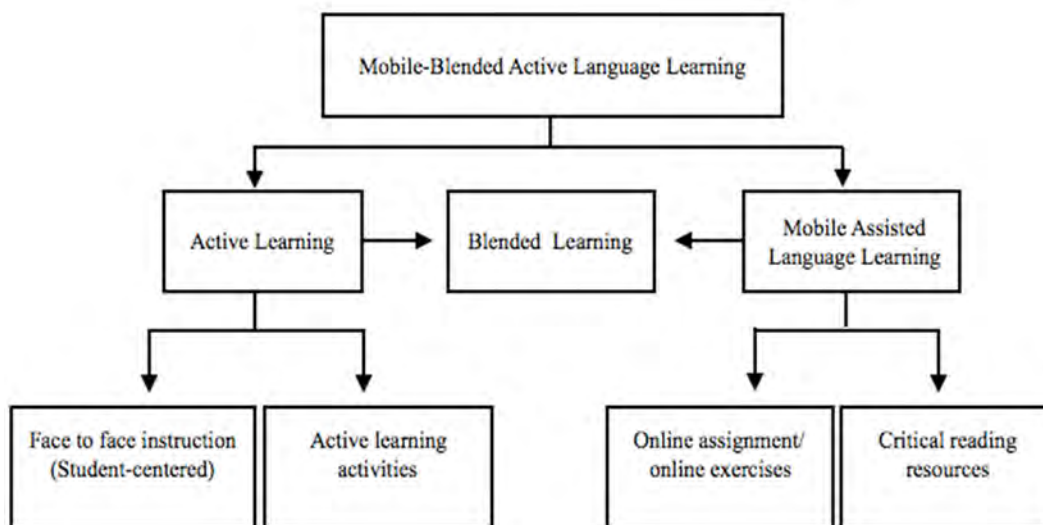 Mobile-Blended Active Language Learning
Active Learning
Blended Learning
Mobile Assisted
Language Learning
Face to face instruction
(Student-centered)
Active learning
activities
Online assignment/
online exercises
Critical reading
resources